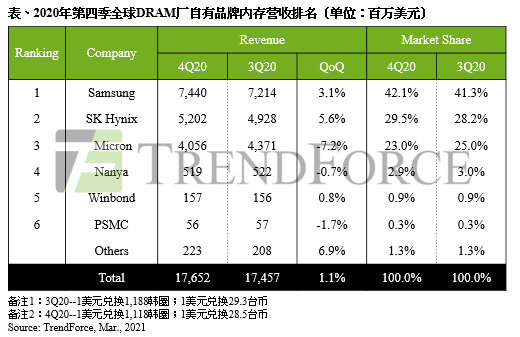 表、2020年第四季全球DRAM厂自有品牌内存营收排名（单位：百万美元）
Ranking Company Revenue Market Share
4Q20 3Q20 QoQ 4Q20 3Q20
1 Samsung 7,440 7,214 3.1% 42.1% 41.3%
2 SK Hynix 5,202 4,928 5.6% 29.5% 28.2%
3 Micron 4,056 4,371 -7.2% 23.0% 25.0%
TRENDFORCE
4 Nanya 519 522 -0.7% 2.9% 3.0%
5 Winbond 157 156 0.8% 0.9% 0.9%
6 PSMC 56 57 -1.7% 0.3% 0.3%
Others 223 208 6.9% 1.3% 1.3%
Total 17,652 17,457 1.1% 100.0% 100.0%
备注1：3Q20--1美元兑换1,188韩圜；1美元兑换29.3台币
备注2：4Q20--1美元兑换1,118韩圜；1美元兑换28.5台币
Source: TrendForce, Mar., 2021